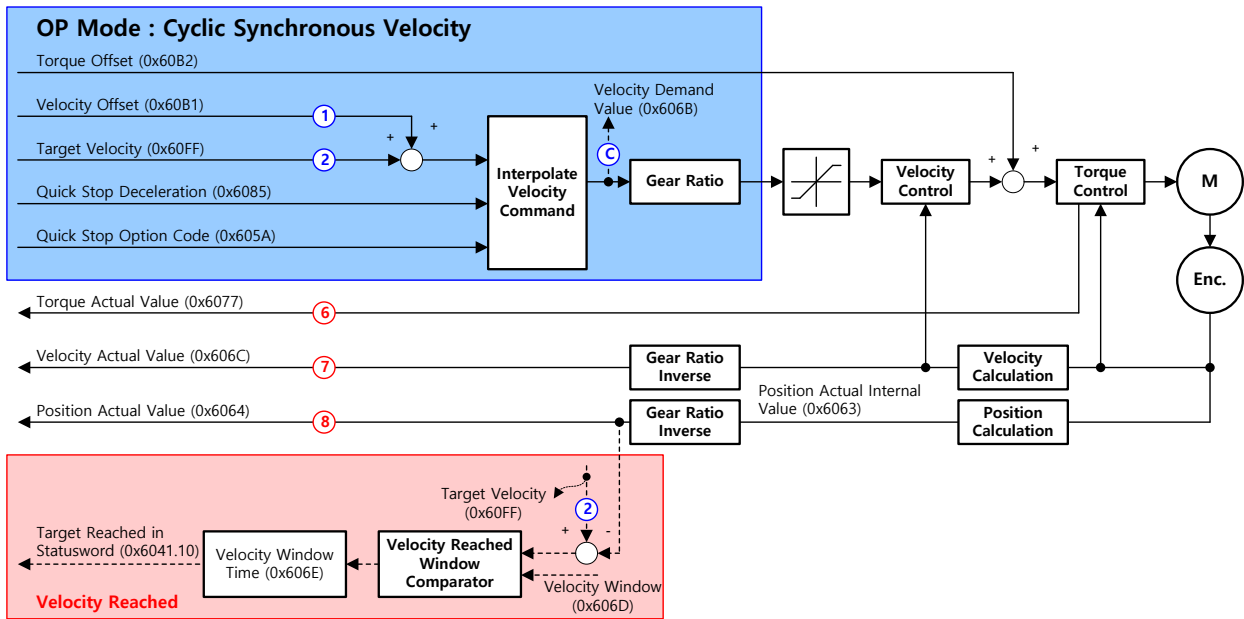 OP Mode : Cyclic Synchronous Velocity
Torque Offset (0x60B2)
Velocity Offset (0x60B1)
1
+
Target Velocity (0x60FF)
2
+
Quick Stop Deceleration (0x6085)
Quick Stop Option Code (0x605A)
Interpolate
Velocity
Command
Velocity Demand
Value (0x606B)
C
Gear Ratio
Velocity
Control
+
+
Torque
Control
M
Enc.
Torque Actual Value (0x6077)
6
Velocity Actual Value (0x606C)
7
Gear Ratio
Inverse
Velocity
Calculation
Position Actual Value (0x6064)
8
Gear Ratio
Inverse
Position Actual Internal
Value (0x6063)
Position
Calculation
Target Velocity
(0x60FF)
2
+
-
Target Reached in
Statusword (0x6041.10)
Velocity Window
Time (0x606E)
Velocity Reached
Window
Comparator
Velocity Window
(0x606D)
Velocity Reached